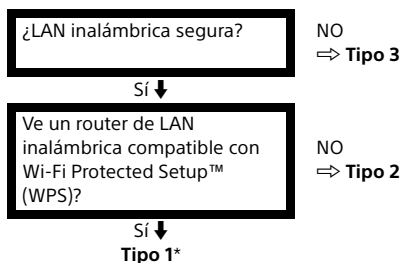 ¿LAN inalámbrica segura?
NO
⇨ Tipo 3
Sí ⬇
Ve un router de LAN
inalámbrica compatible con
Wi-Fi Protected Setup™
(WPS)?
NO
⇨ Tipo 2
Sí ⬇
Tipo 1*